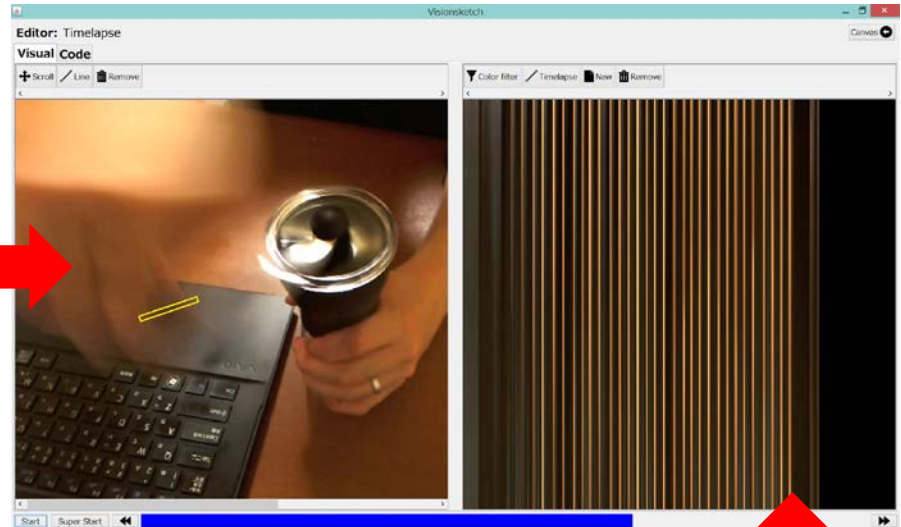 Visionsketch
Editor: Timelapse
Canvas
Visual Code
Scroll Line Remove
Color filter Timelapse New Remove
Start Super Start